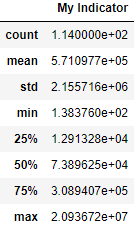 My Indicator
count 1.140000e+02
mean 5.710977e+05
std 2.155716e+06
min 1.383760e+02
25% 1.291328e+04
50% 7.389625e+04
75% 3.089407e+05
max 2.093672e+07